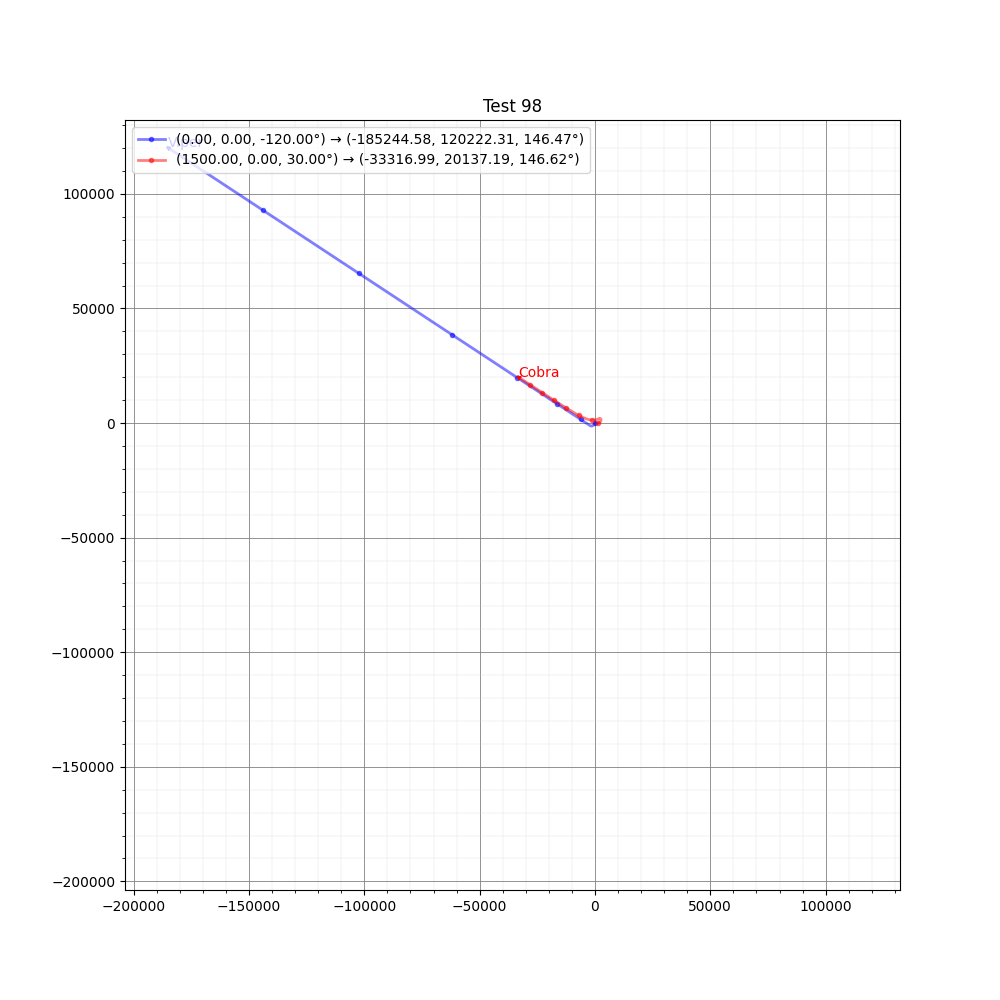 Test 98
(0.00, 0.00, -120.00°) → (-185244.58, 120222.31, 146.47°)
Viper
(1500.00, 0.00, 30.00°) → (-33316.99, 20137.19, 146.62°)
100000
50000
Cobra
0
−50000
−100000
−150000
−200000
−200000 −150000 −100000 −50000 0 50000 100000